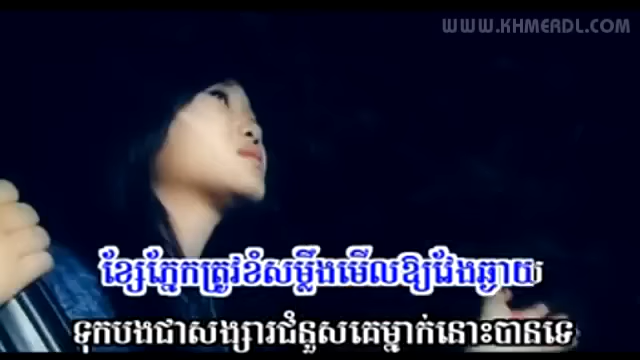 WWW.KHMERDL.COM
ខ្សែភ្នែកត្រូវខំសម្លឹងមើលឱ្យវែងឆ្ងាយ
ទុកបងជាសង្សារជំនួសគេម្នាក់នោះបានទេ